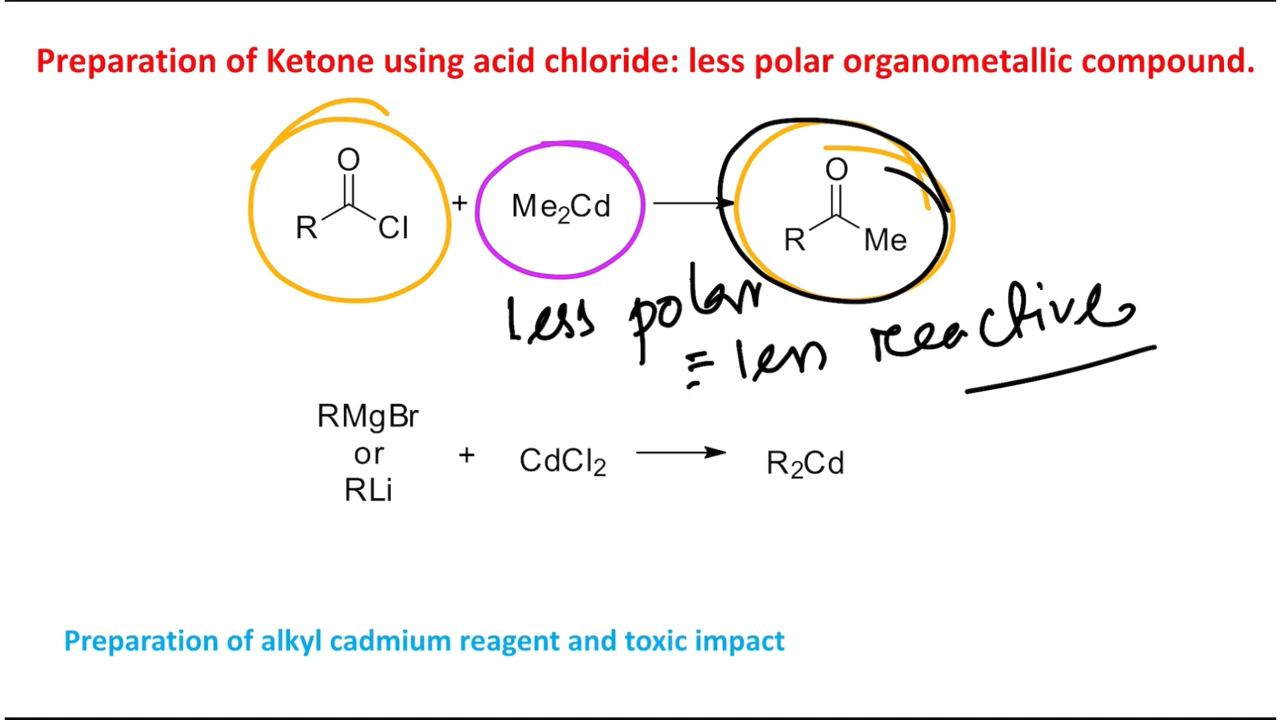 Preparation of Ketone using acid chloride: less polar organometallic compound.
O O
R Cl + Me₂Cd R Me
less polar
= less reactive
RMgBr
or + CdCl₂ R₂Cd
RLi
Preparation of alkyl cadmium reagent and toxic impact